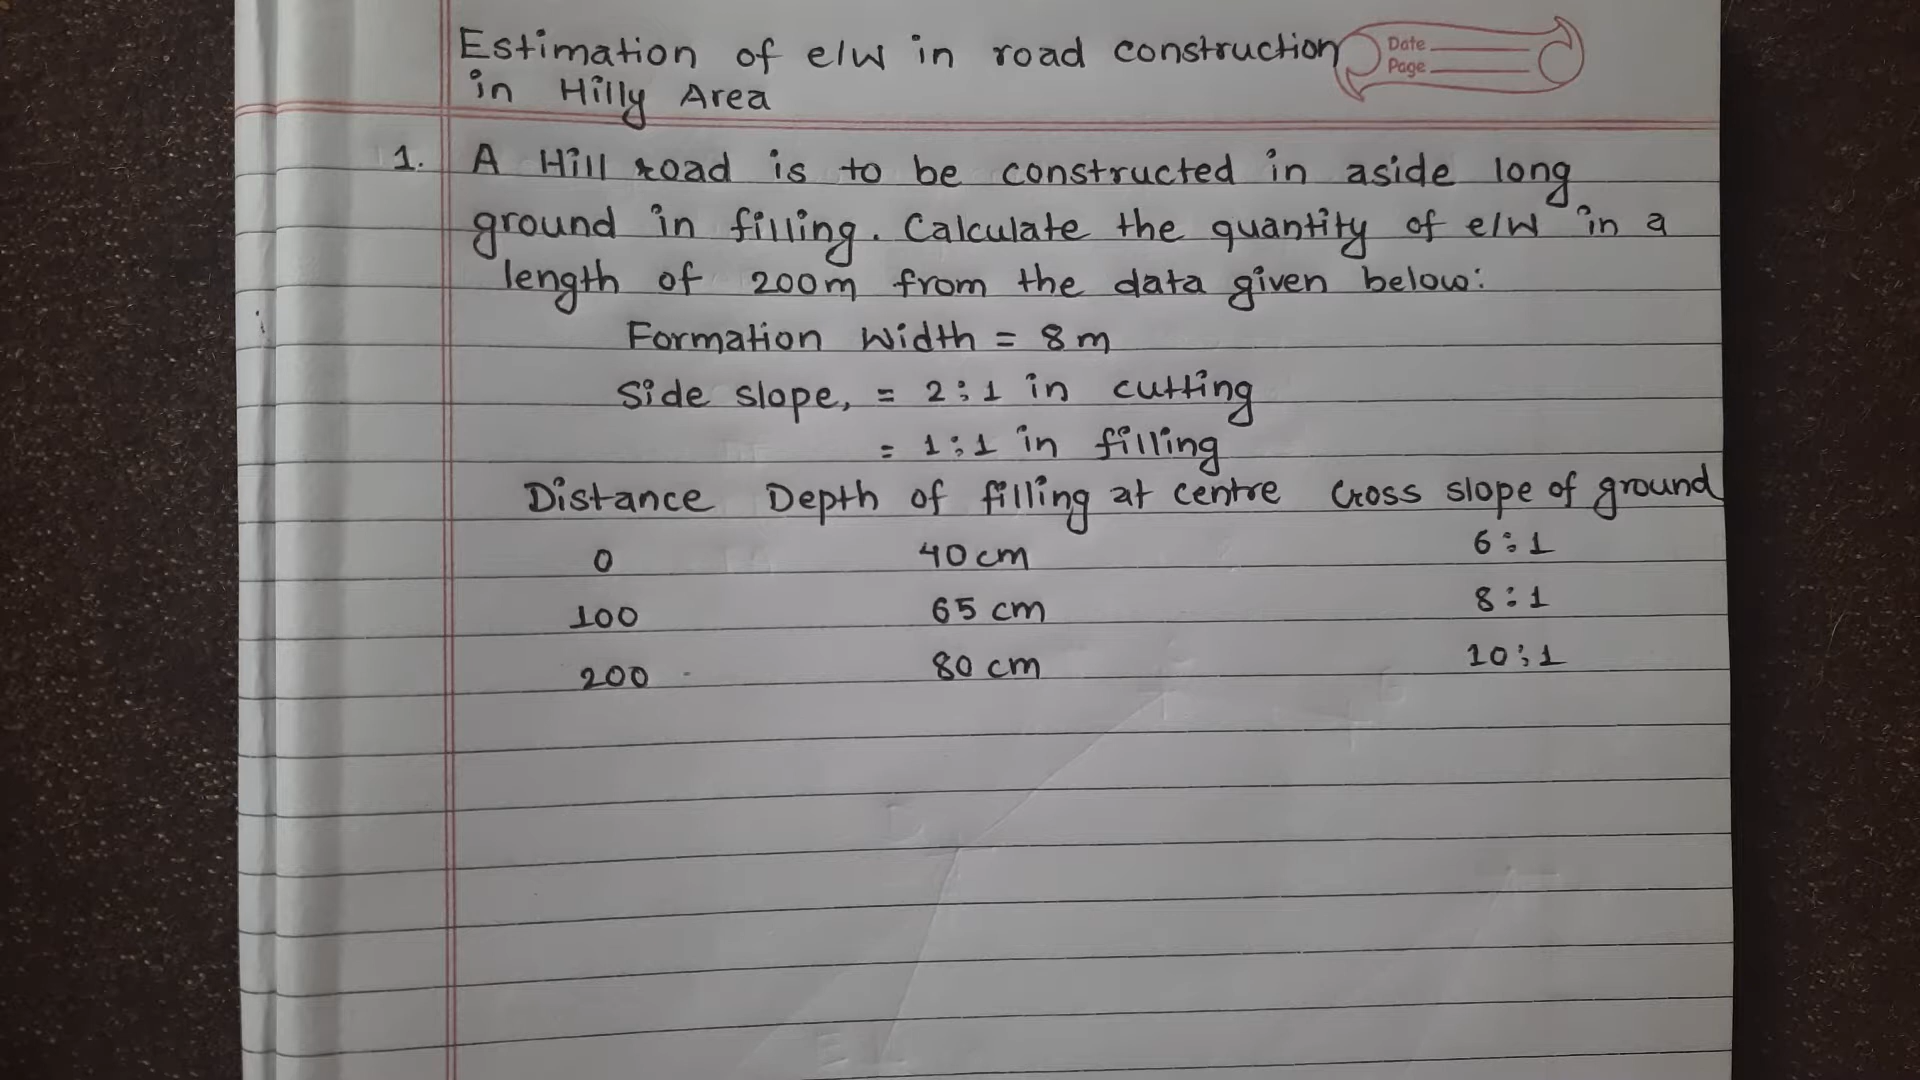 Estimation of e/w in road construction
in Hilly Area
Date
Page
1. A Hill road is to be constructed in aside long
ground in filling. Calculate the quantity of e/w in a
length of 200m from the data given below:
Formation Width = 8m
Side slope, = 2:1 in cutting
= 1:1 in filling
Distance Depth of filling at centre Cross slope of ground
0 40 cm 6:1
100 65 cm 8:1
200 80 cm 10:1